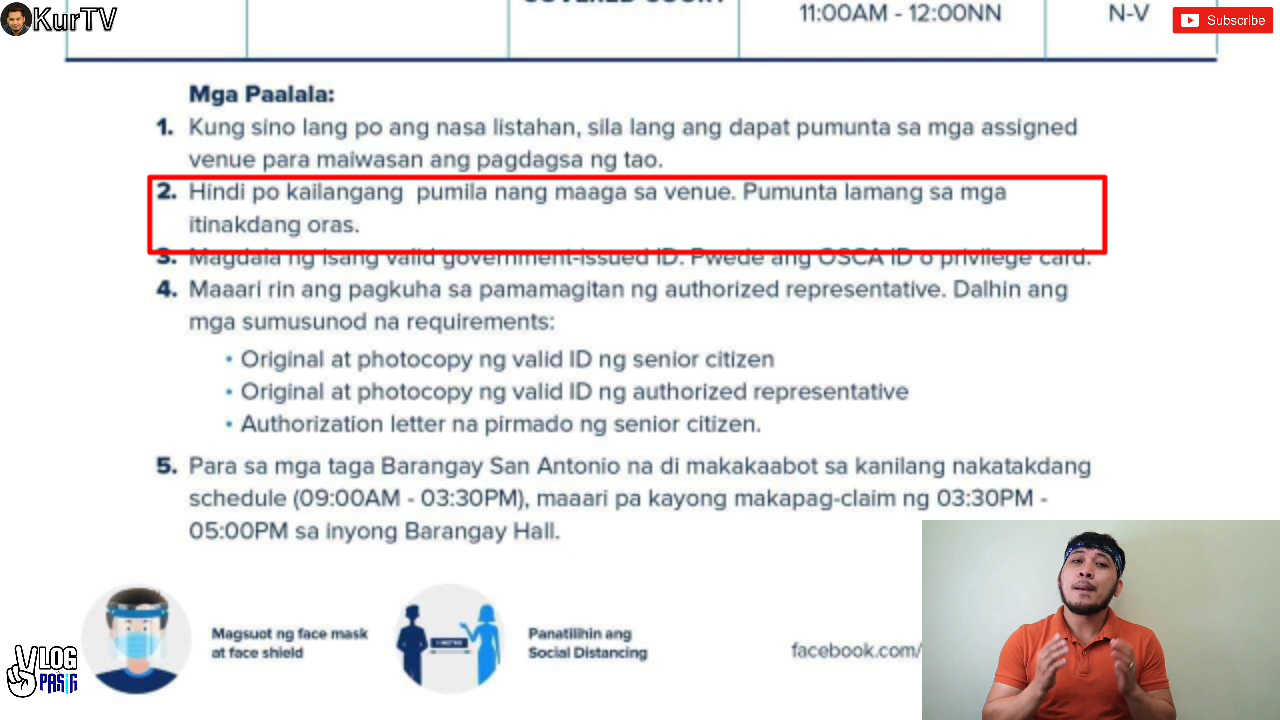 KurTV
COVERED COURT
11:00AM - 12:00NN
N-V
Subscribe
Mga Paalala:
1. Kung sino lang po ang nasa listahan, sila lang ang dapat pumunta sa mga assigned
venue para maiwasan ang pagdagsa ng tao.
2. Hindi po kailangang pumila nang maaga sa venue. Pumunta lamang sa mga
itinakdang oras.
3. Magdala ng isang valid government-issued ID. Pwede ang OSCA ID o privilege card.
4. Maaari rin ang pagkuha sa pamamagitan ng authorized representative. Dalhin ang
mga sumusunod na requirements:
• Original at photocopy ng valid ID ng senior citizen
• Original at photocopy ng valid ID ng authorized representative
• Authorization letter na pirmado ng senior citizen.
5. Para sa mga taga Barangay San Antonio na di makakaabot sa kanilang nakatakdang
schedule (09:00AM - 03:30PM), maaari pa kayong makapag-claim ng 03:30PM -
05:00PM sa inyong Barangay Hall.
Magsuot ng face mask
at face shield
Panatilihin ang
Social Distancing
facebook.com/
VLOG
PASIG